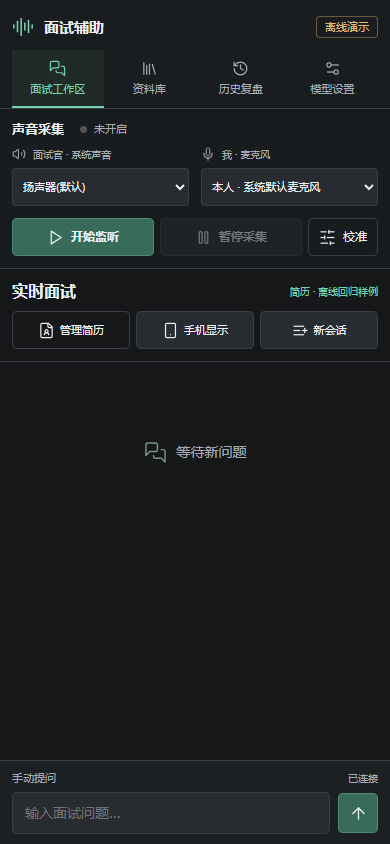 面试辅助
离线演示
面试工作区
资料库
历史复盘
模型设置
声音采集
未开启
面试官 · 系统声音
我 · 麦克风
扬声器(默认)
本人 · 系统默认麦克风
开始监听
暂停采集
校准
实时面试
简历 · 离线回归样例
管理简历
手机显示
新会话
等待新问题
手动提问
已连接
输入面试问题...